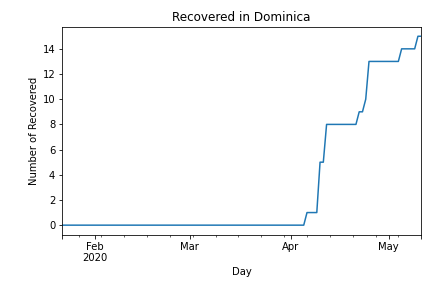 Recovered in Dominica
Number of Recovered
14
12
10
8
6
4
2
0
Feb
2020
Mar
Apr
May
Day